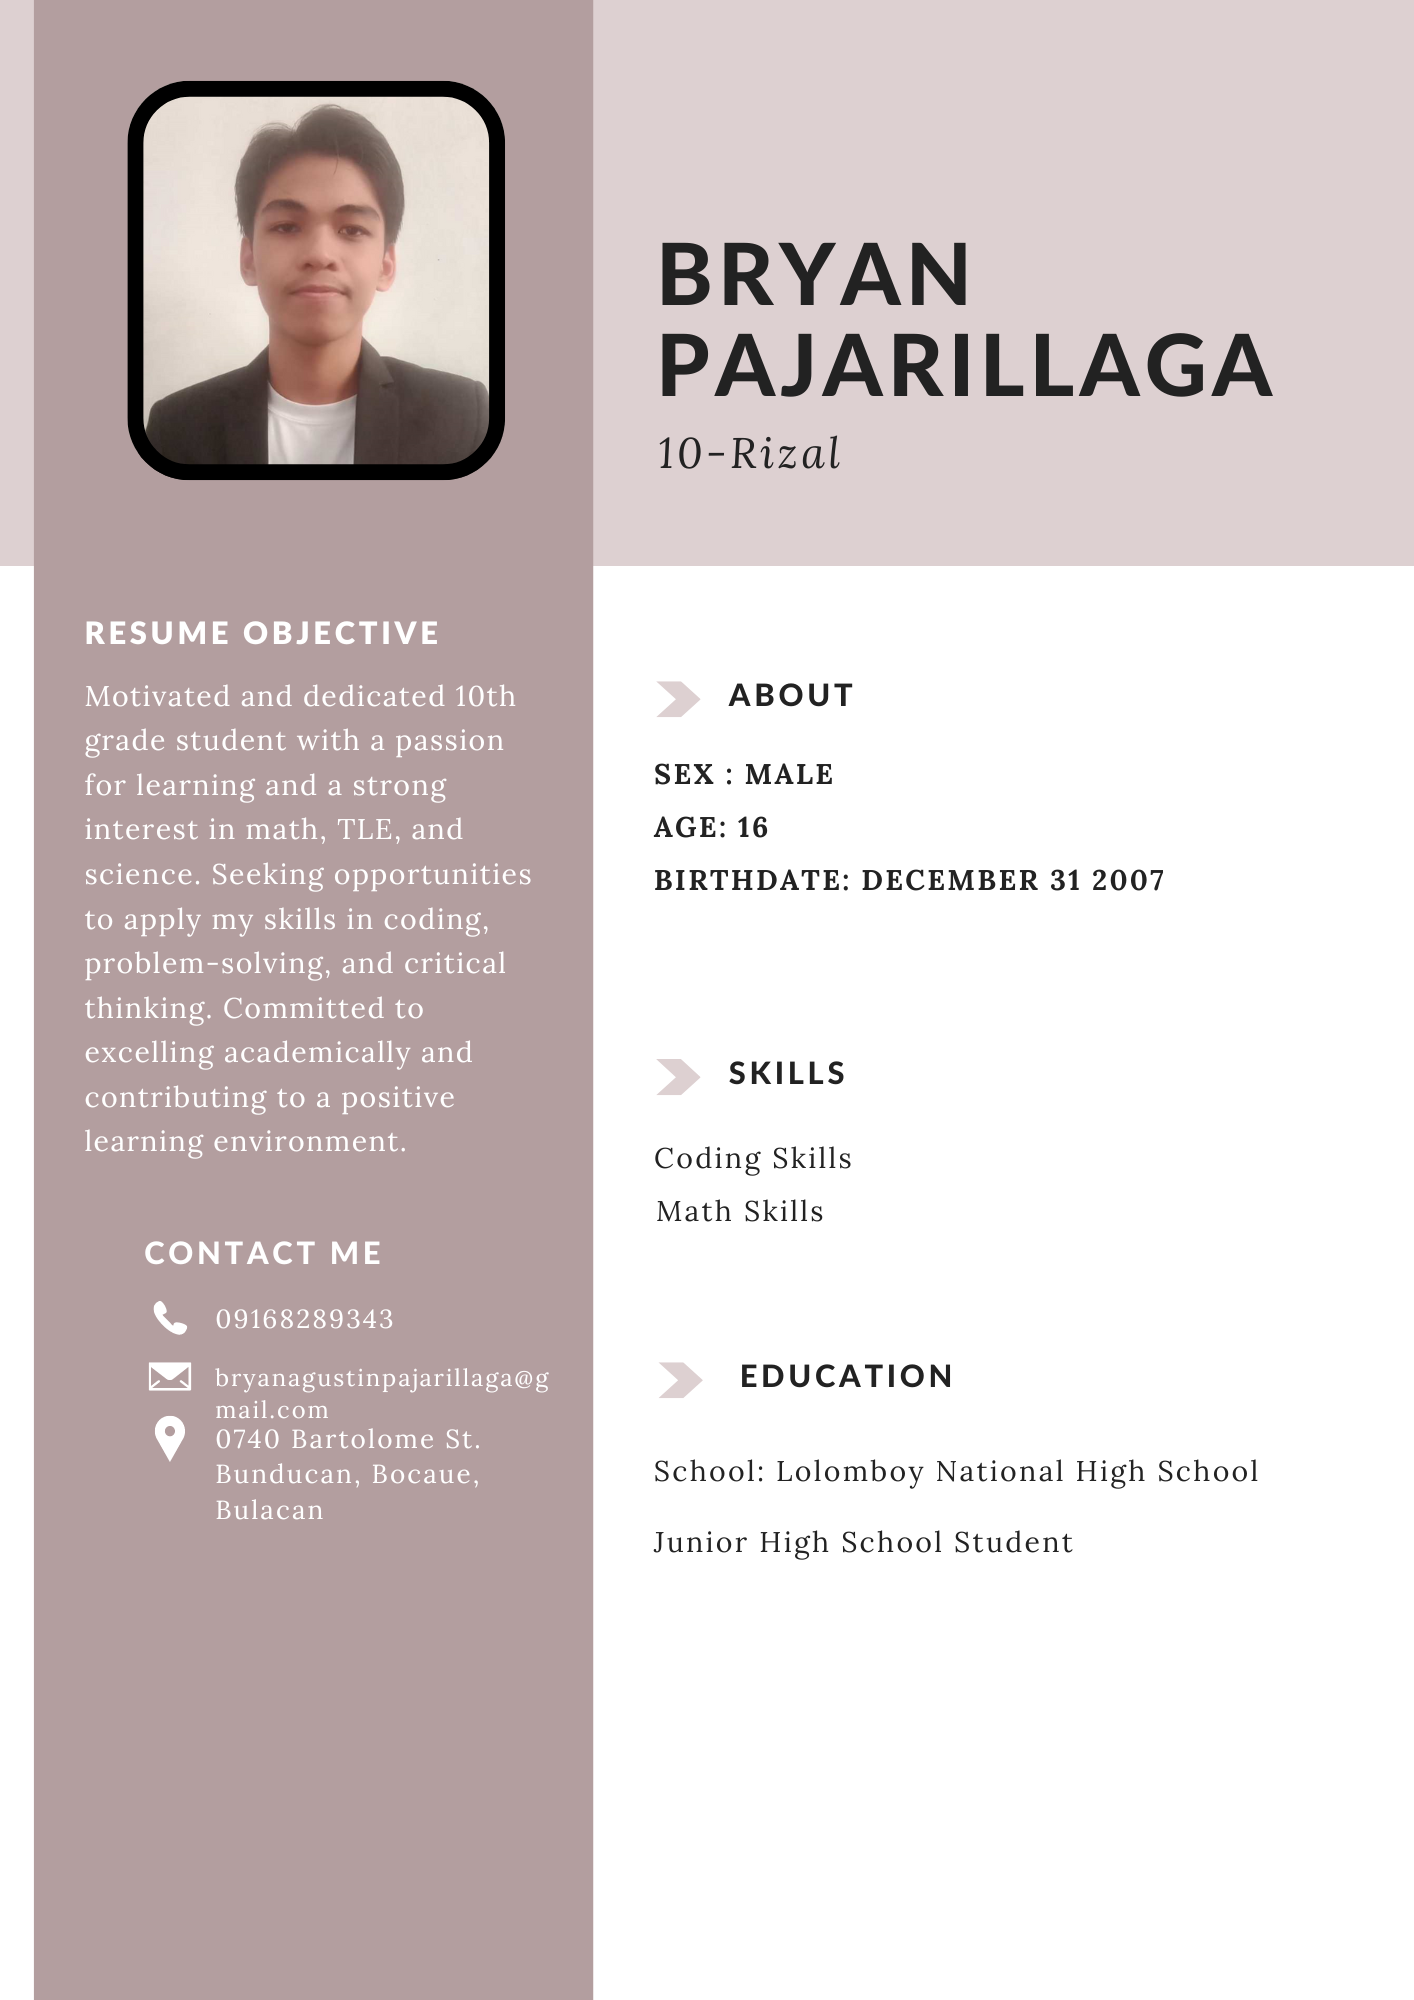 BRYAN
PAJARILLAGA
10-Rizal
RESUME OBJECTIVE
Motivated and dedicated 10th
grade student with a passion
for learning and a strong
interest in math, TLE, and
science. Seeking opportunities
to apply my skills in coding,
problem-solving, and critical
thinking. Committed to
excelling academically and
contributing to a positive
learning environment.
CONTACT ME
09168289343
bryanagustinpajarillaga@g
mail.com
0740 Bartolome St.
Bunducan, Bocaue,
Bulacan
ABOUT
SEX : MALE
AGE: 16
BIRTHDATE: DECEMBER 31 2007
SKILLS
Coding Skills
Math Skills
EDUCATION
School: Lolomboy National High School
Junior High School Student